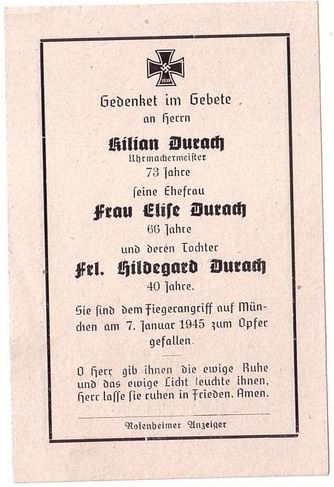 Gedenket im Gebete
an Herrn
Kilian Durach
Uhrmachermeister
73 Jahre
seine Ehefrau
Frau Elise Durach
66 Jahre
und deren Tochter
Frl. Hildegard Durach
40 Jahre.
Sie sind dem Fiegerangriff auf Mün-
chen am 7. Januar 1945 zum Opfer
gefallen.
O Herr gib ihnen die ewige Ruhe
und das ewige Licht leuchte ihnen,
Herr lasse sie ruhen in Frieden. Amen.
Rosenheimer Anzeiger